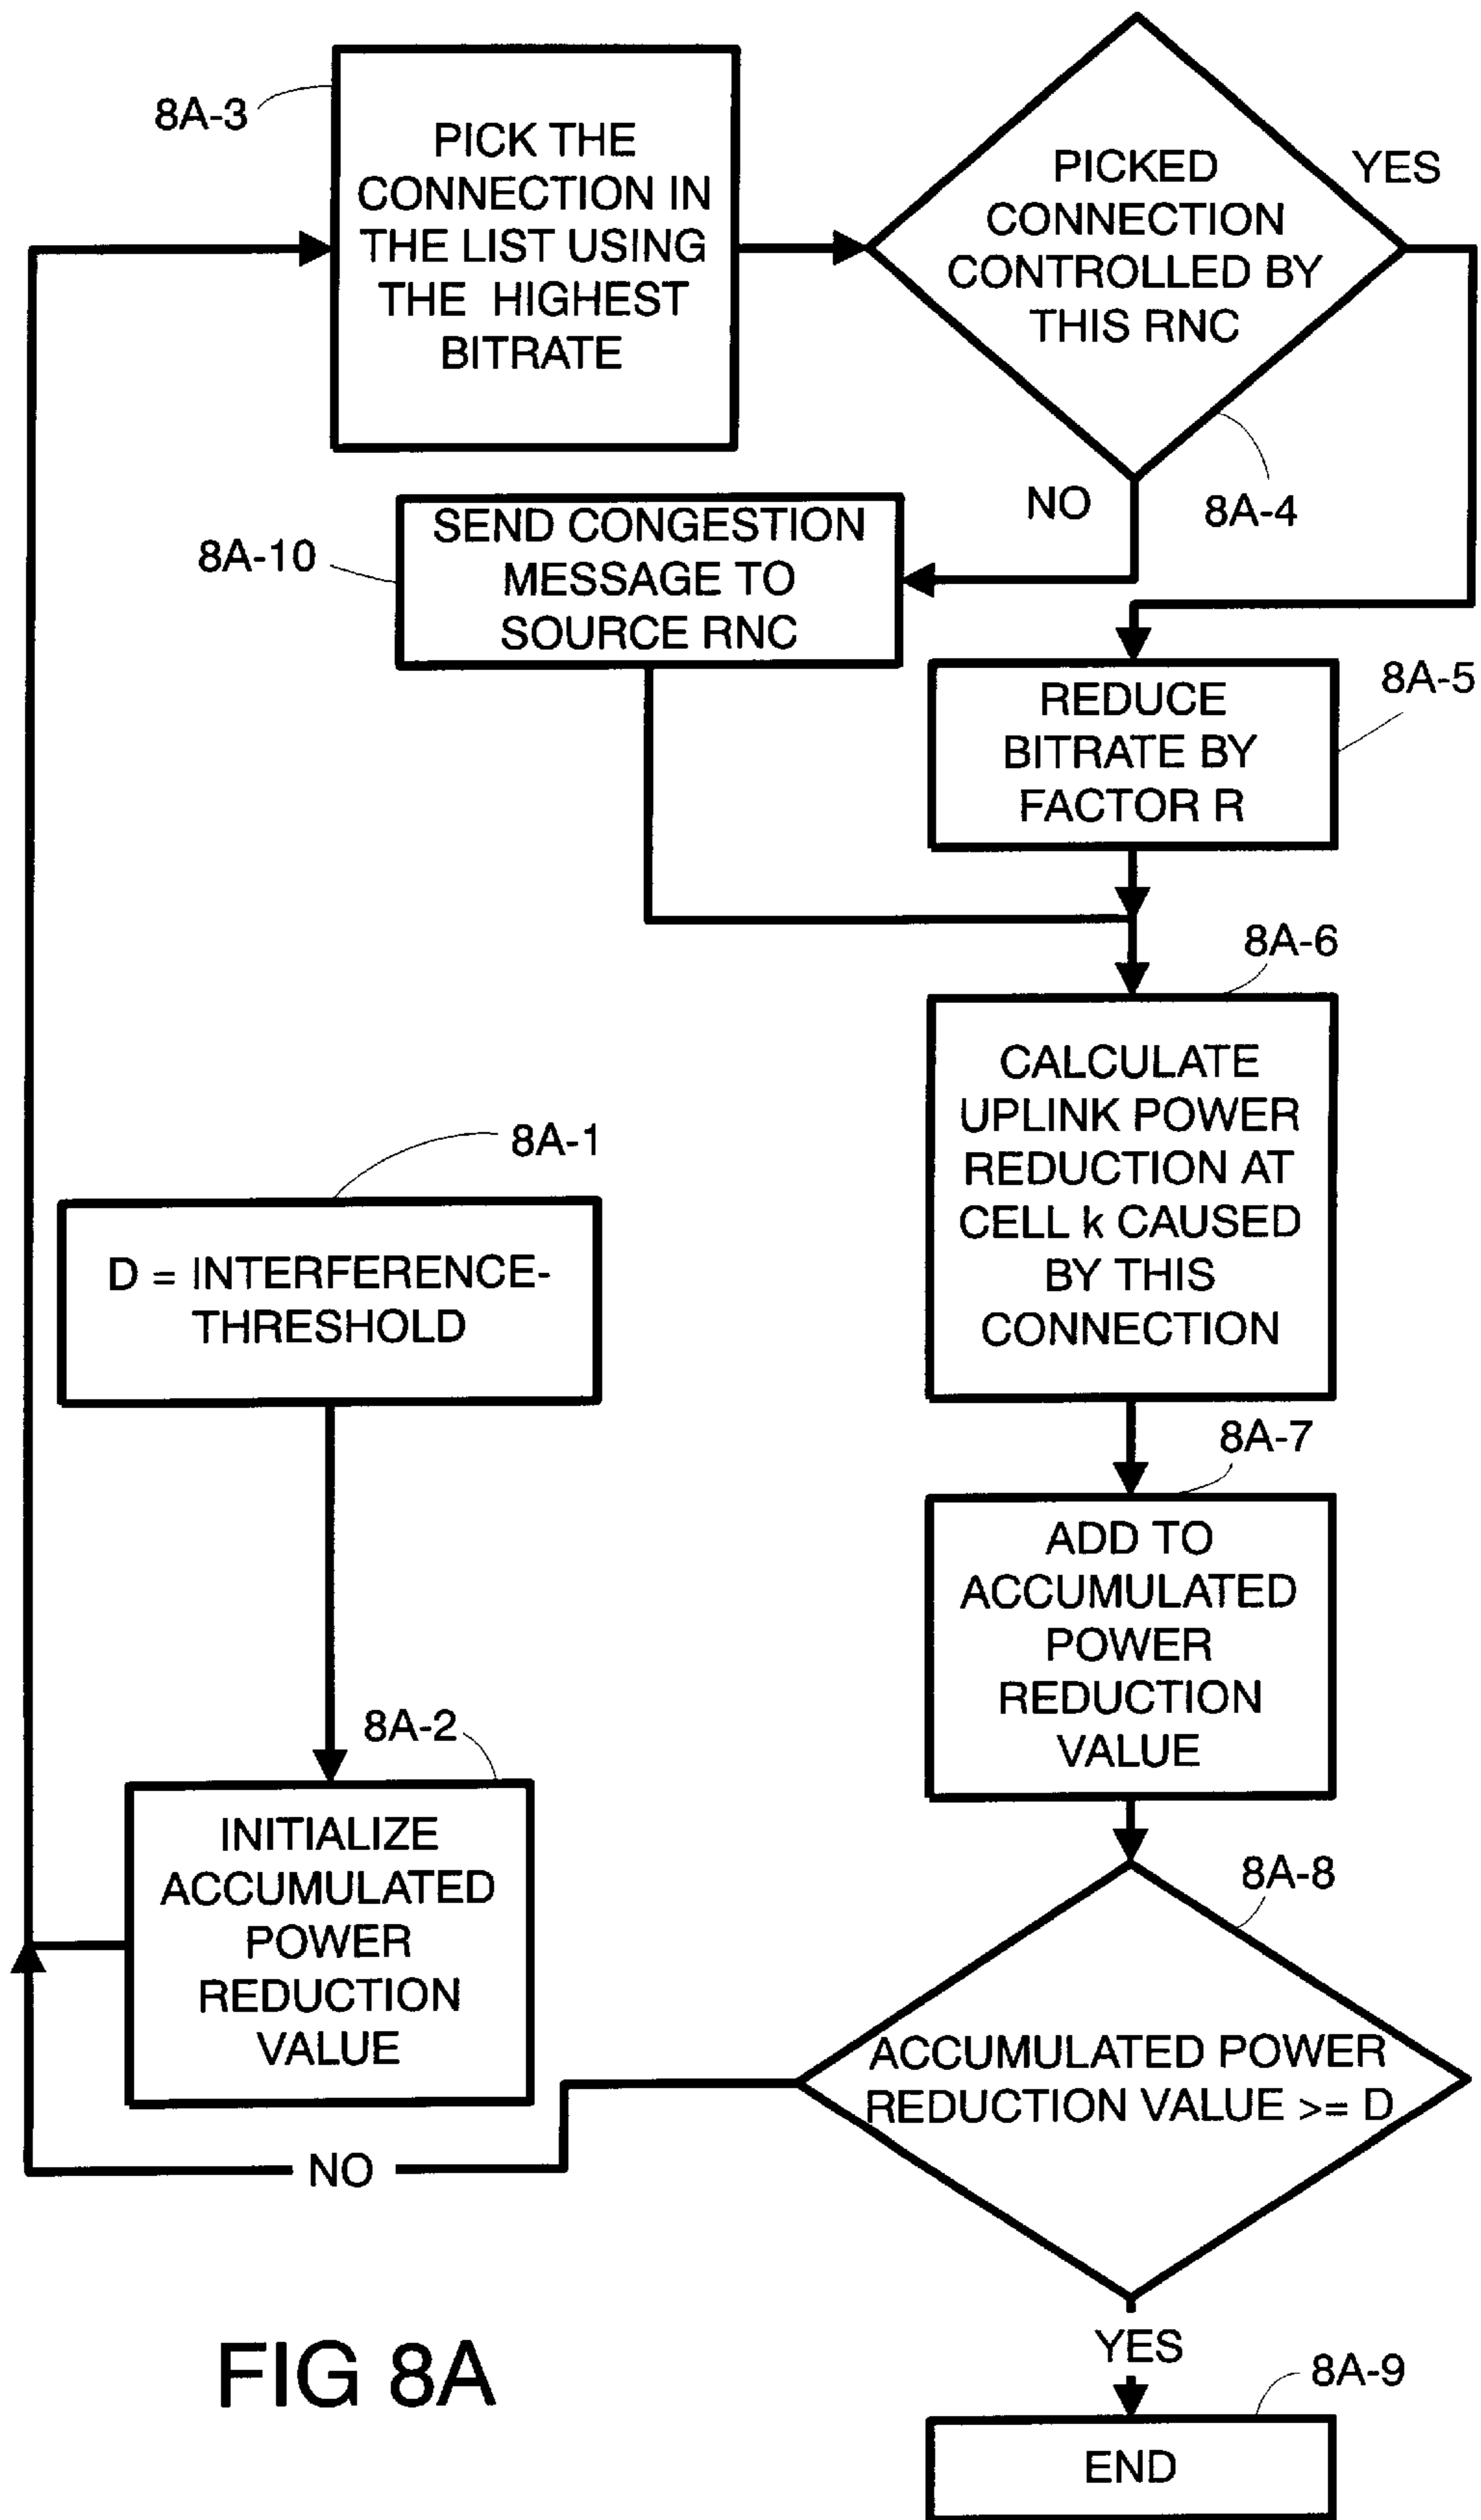 8A-3
PICK THE
CONNECTION IN
THE LIST USING
THE HIGHEST
BITRATE
PICKED
CONNECTION
CONTROLLED BY
THIS RNC
YES
NO
8A-4
8A-10
SEND CONGESTION
MESSAGE TO
SOURCE RNC
8A-5
REDUCE
BITRATE BY
FACTOR R
8A-6
CALCULATE
UPLINK POWER
REDUCTION AT
CELL k CAUSED
BY THIS
CONNECTION
8A-1
D = INTERFERENCE-
THRESHOLD
8A-7
ADD TO
ACCUMULATED
POWER
REDUCTION
VALUE
8A-2
INITIALIZE
ACCUMULATED
POWER
REDUCTION
VALUE
8A-8
ACCUMULATED POWER
REDUCTION VALUE >= D
NO
YES
8A-9
END
FIG 8A